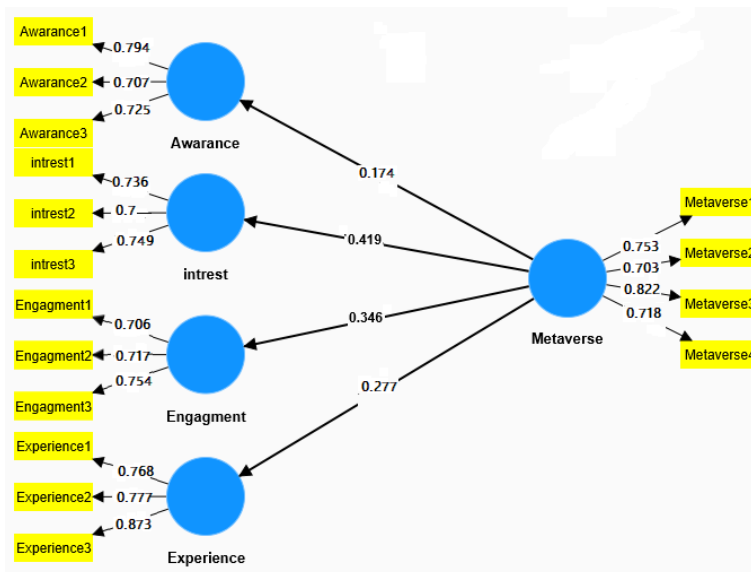 Awarance1
0.794
Awarance2
0.707
0.725
Awarance3
Awarance
intrest1
0.736
intrest2
0.7
0.749
intrest3
intrest
Engagment1
0.706
Engagment2
0.717
0.754
Engagment3
Engagment
Experience1
0.768
Experience2
0.777
0.873
Experience3
Experience
0.174
0.419
0.346
0.277
Metaverse
0.753
0.703
0.822
0.718
Metaverse1
Metaverse2
Metaverse3
Metaverse4